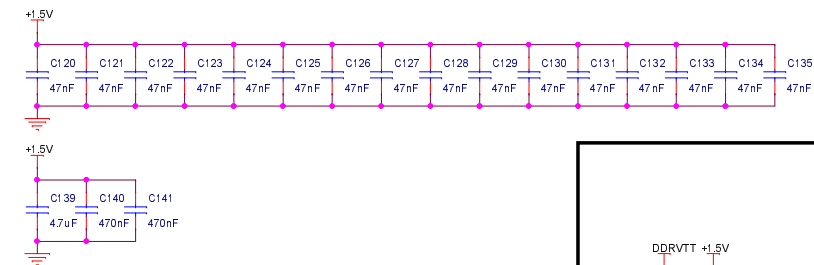 +1.5V
C120 C121 C122 C123 C124 C125 C126 C127 C128 C129 C130 C131 C132 C133 C134 C135
47nF 47nF 47nF 47nF 47nF 47nF 47nF 47nF 47nF 47nF 47nF 47nF 47nF 47nF 47nF 47nF
+1.5V
C139 C140 C141
4.7uF 470nF 470nF
DDRVTT +1.5V